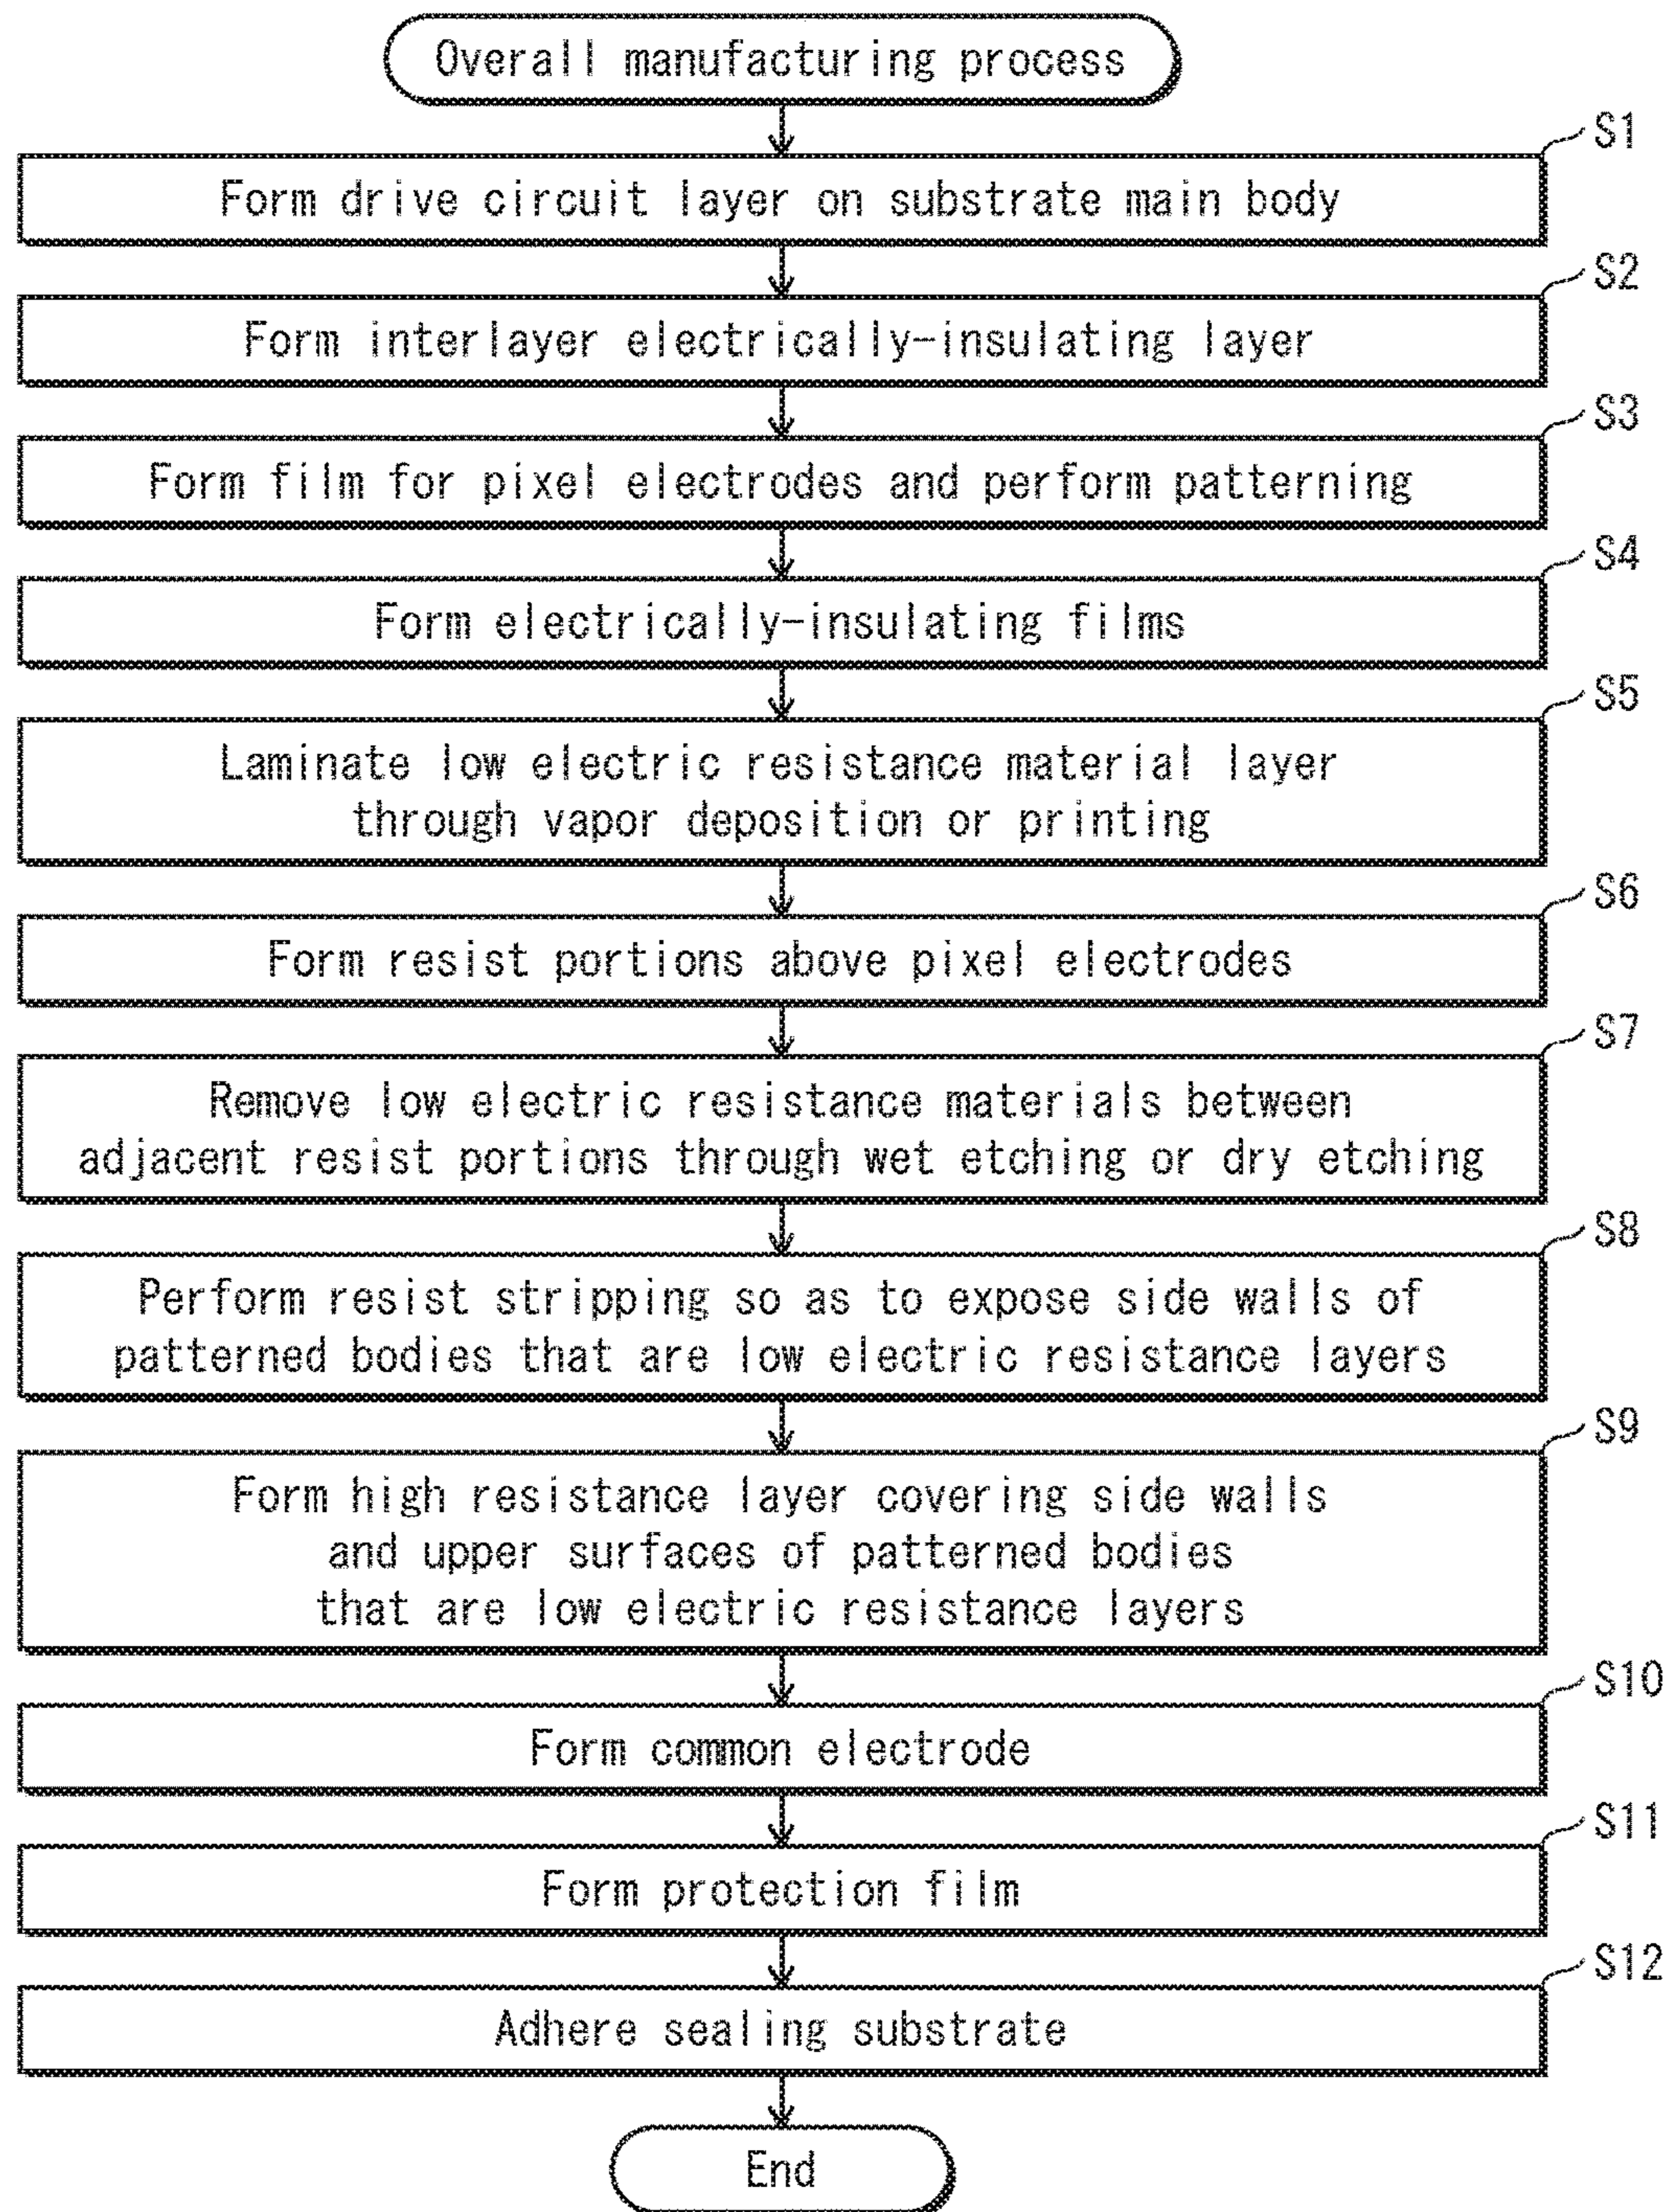 Overall manufacturing process
S1
Form drive circuit layer on substrate main body
S2
Form interlayer electrically-insulating layer
S3
Form film for pixel electrodes and perform patterning
S4
Form electrically-insulating films
S5
Laminate low electric resistance material layer
through vapor deposition or printing
S6
Form resist portions above pixel electrodes
S7
Remove low electric resistance materials between
adjacent resist portions through wet etching or dry etching
S8
Perform resist stripping so as to expose side walls of
patterned bodies that are low electric resistance layers
S9
Form high resistance layer covering side walls
and upper surfaces of patterned bodies
that are low electric resistance layers
S10
Form common electrode
S11
Form protection film
S12
Adhere sealing substrate
End